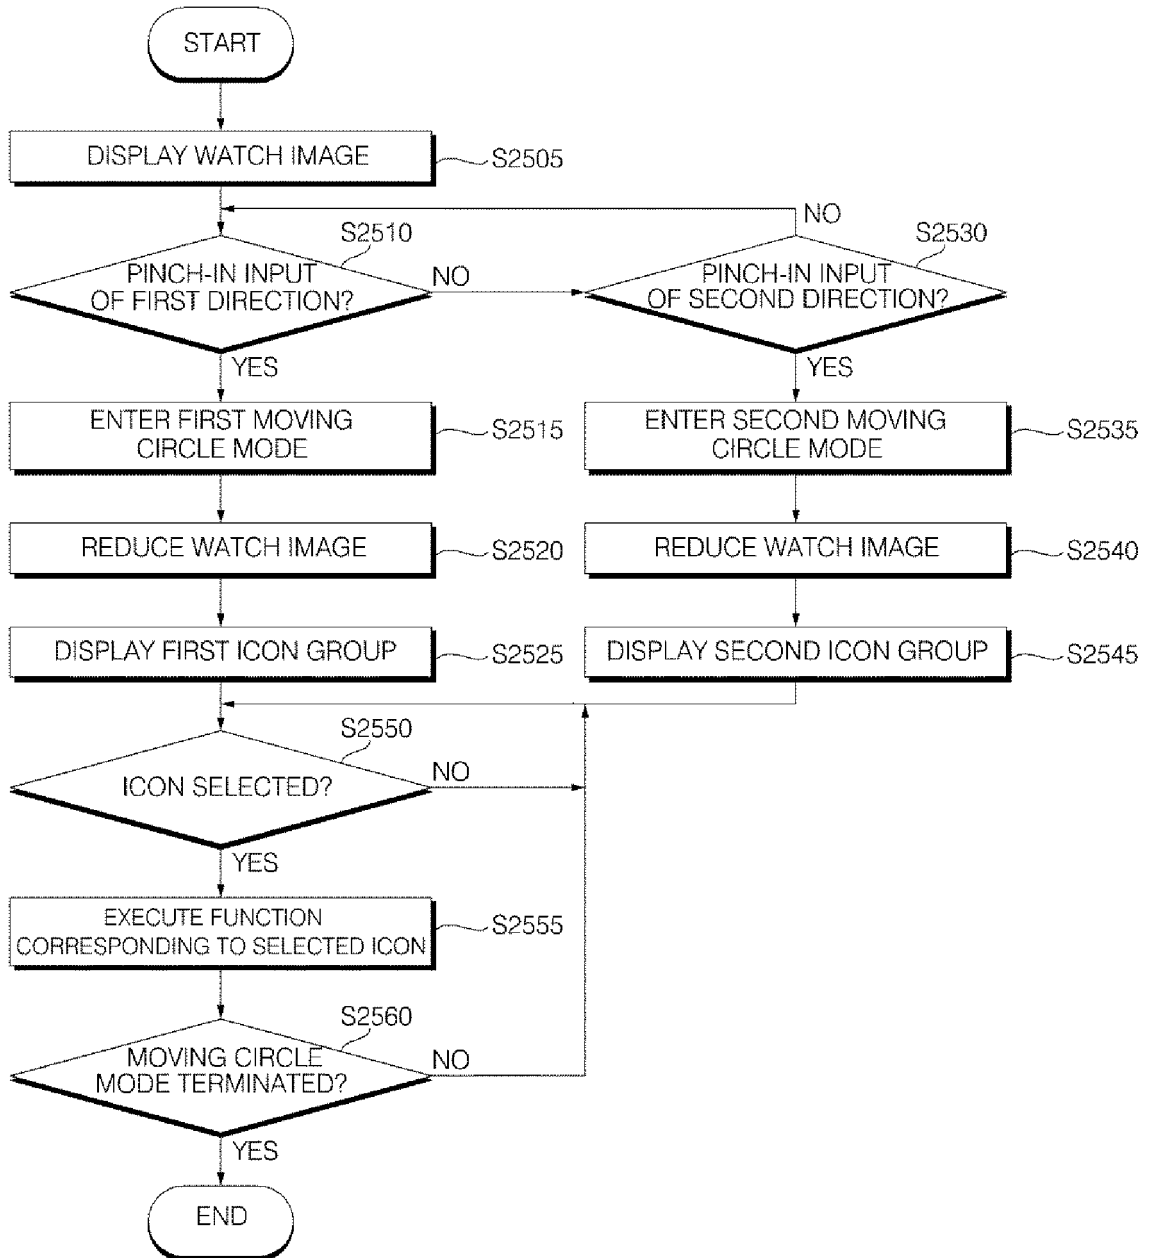 START
DISPLAY WATCH IMAGE
S2505
NO
S2510
S2530
PINCH-IN INPUT
OF FIRST DIRECTION?
NO
PINCH-IN INPUT
OF SECOND DIRECTION?
YES
YES
ENTER FIRST MOVING
CIRCLE MODE
S2515
ENTER SECOND MOVING
CIRCLE MODE
S2535
REDUCE WATCH IMAGE
S2520
REDUCE WATCH IMAGE
S2540
DISPLAY FIRST ICON GROUP
S2525
DISPLAY SECOND ICON GROUP
S2545
S2550
ICON SELECTED?
NO
YES
EXECUTE FUNCTION
CORRESPONDING TO SELECTED ICON
S2555
S2560
MOVING CIRCLE
MODE TERMINATED?
NO
YES
END